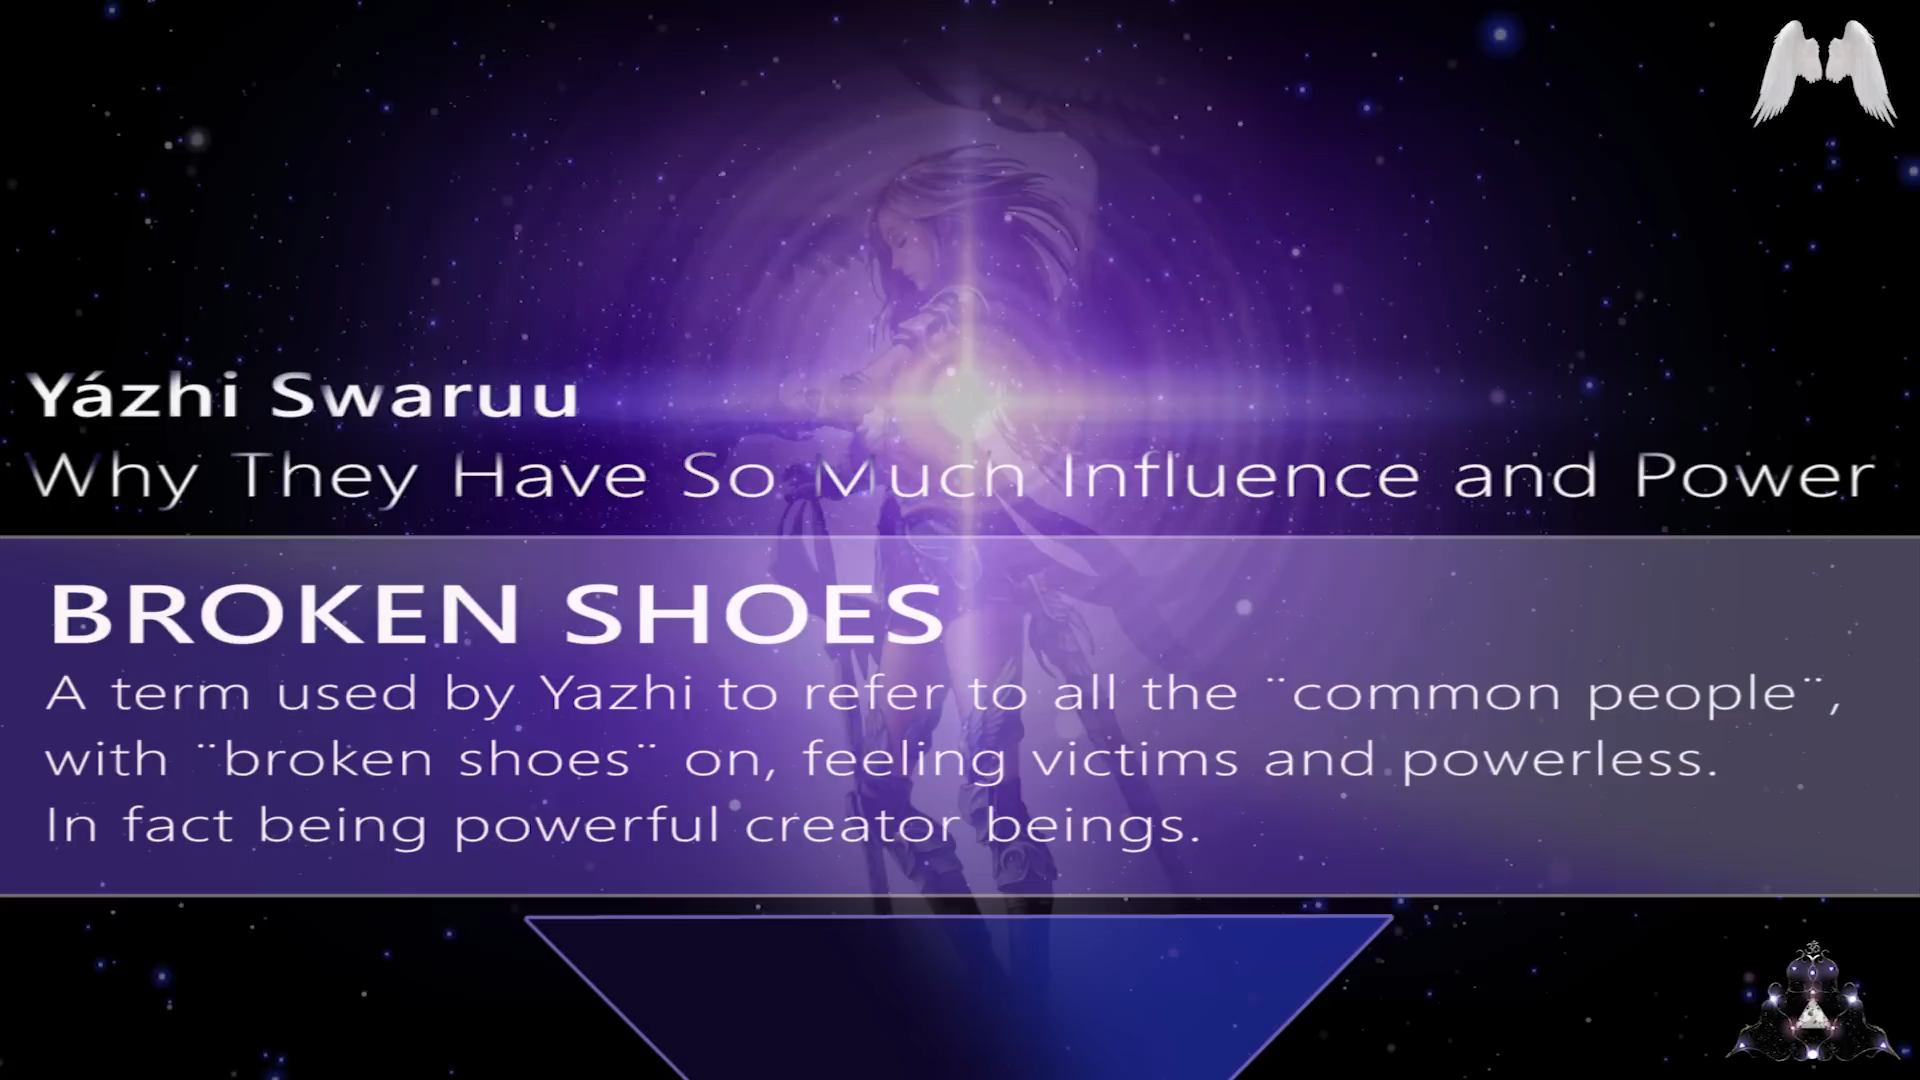 Yázhi Swaruu
Why They Have So Much Influence and Power
BROKEN SHOES
A term used by Yazhi to refer to all the ¨common people¨,
with ¨broken shoes¨ on, feeling victims and powerless.
In fact being powerful creator beings.
ॐ